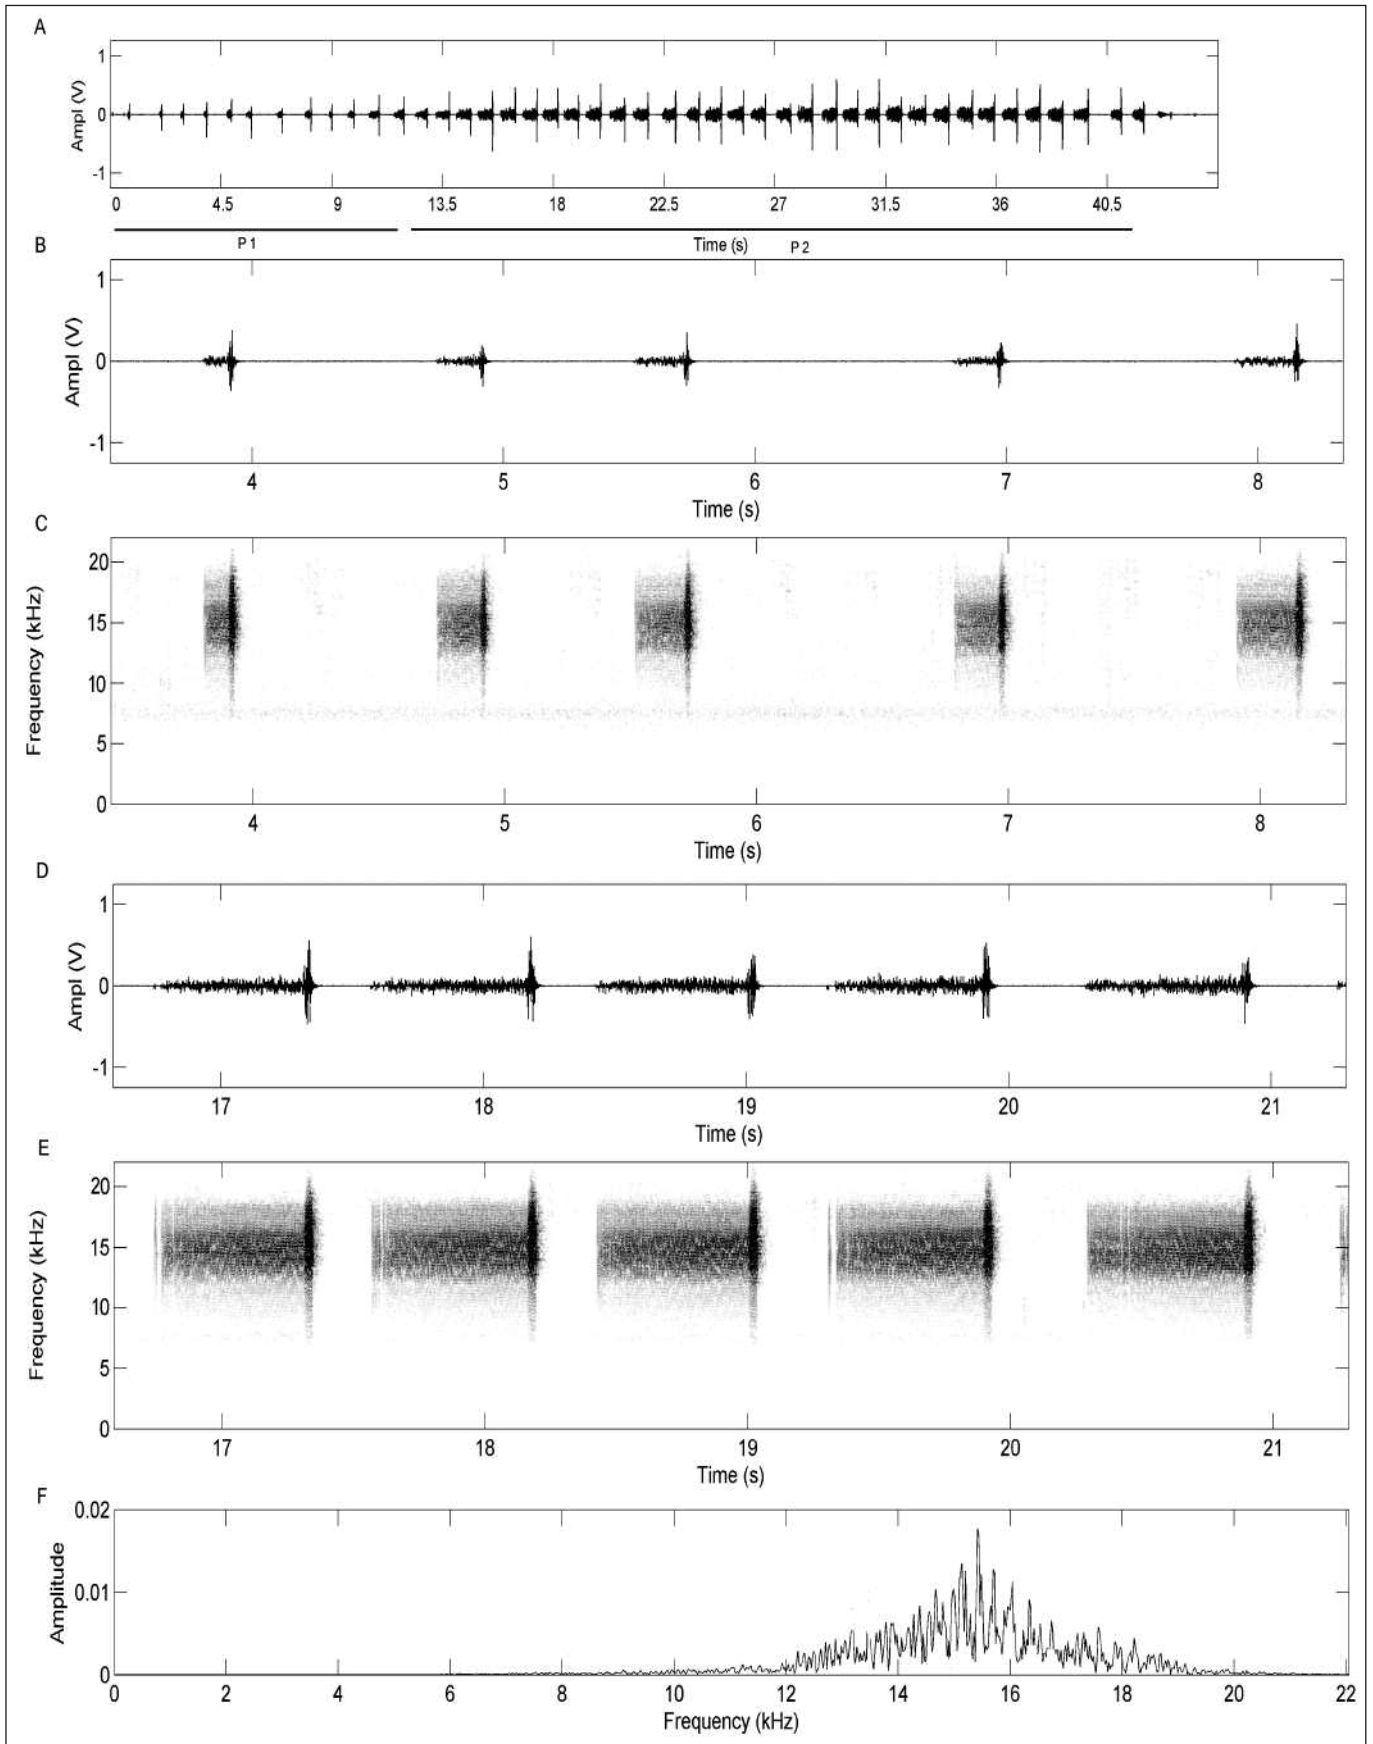 A
Ampl (V)
1
0
-1
0 4.5 9 13.5 18 22.5 27 31.5 36 40.5
P 1 Time (s) P 2
B
Ampl (V)
1
0
-1
4 5 6 7 8
Time (s)
C
Frequency (kHz)
20
15
10
5
0
4 5 6 7 8
Time (s)
D
Ampl (V)
1
0
-1
17 18 19 20 21
Time (s)
E
Frequency (kHz)
20
15
10
5
0
17 18 19 20 21
Time (s)
F
Amplitude
0.02
0.01
0
0 2 4 6 8 10 12 14 16 18 20 22
Frequency (kHz)